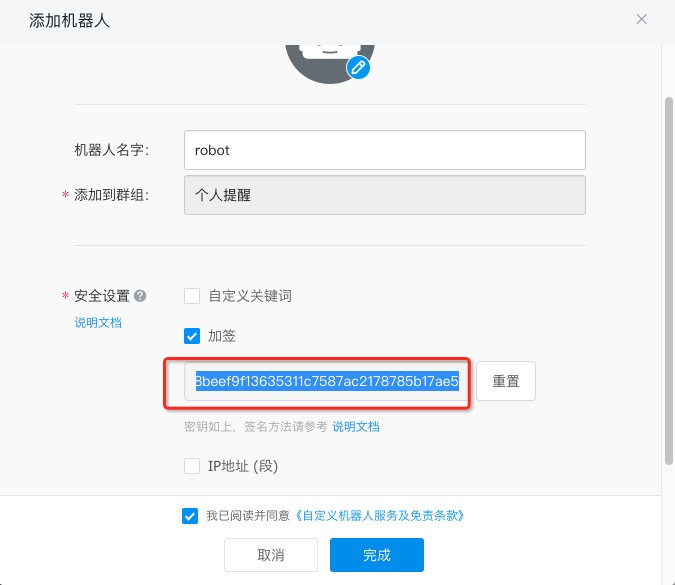 添加机器人
机器人名字:
robot
* 添加到群组:
个人提醒
* 安全设置 ?
自定义关键词
说明文档
加签
8beef9f13635311c7587ac2178785b17ae5
重置
密钥如上，签名方法请参考 说明文档
IP地址 (段)
我已阅读并同意《自定义机器人服务及免责条款》
取消
完成